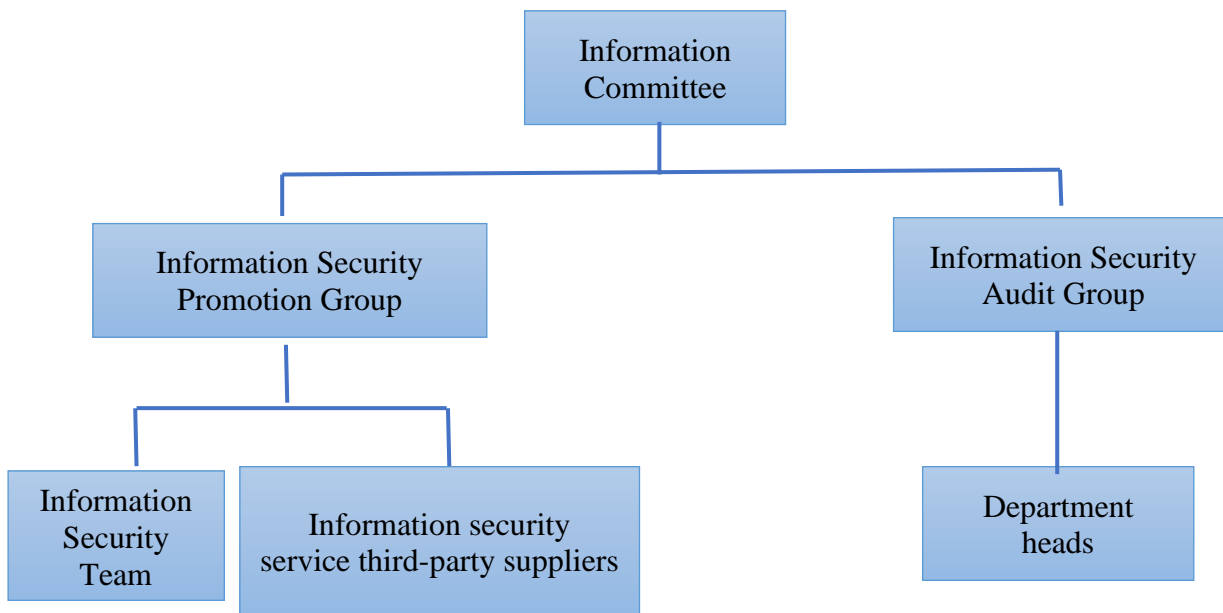 Information
Committee
Information Security
Promotion Group
Information Security
Audit Group
Information
Security
Team
Information security
service third-party suppliers
Department
heads